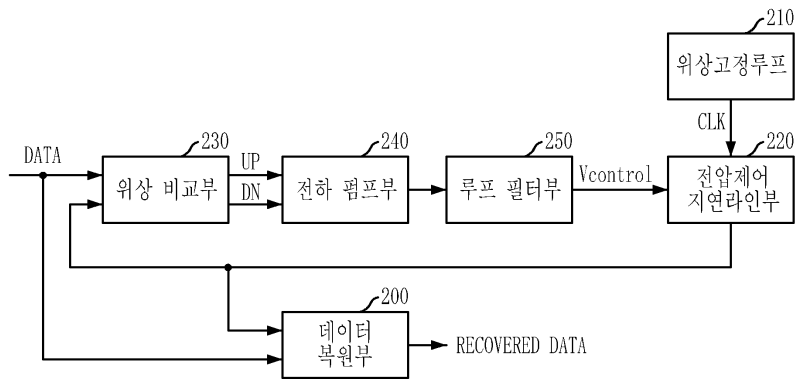 210
위상고정루프
CLK
DATA
230
위상 비교부
UP
DN
240
전하 펌프부
250
루프 필터부
Vcontrol
220
전압제어
지연라인부
200
데이터
복원부
RECOVERED DATA